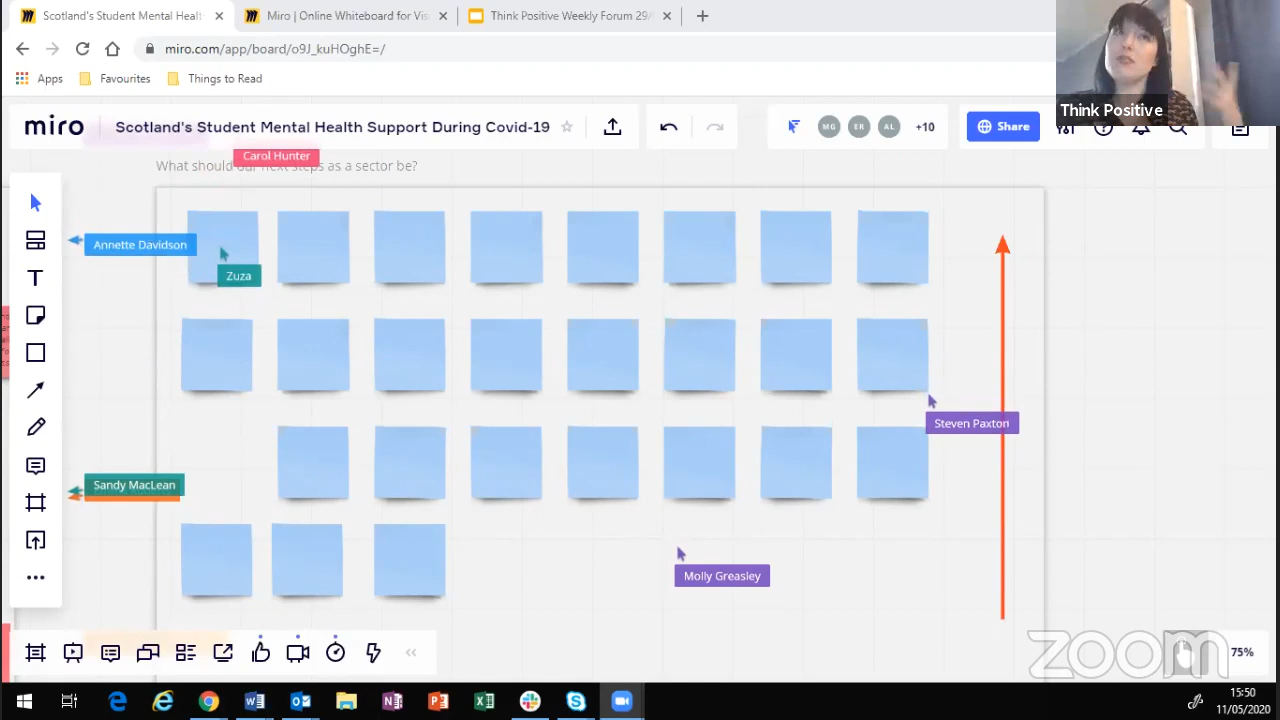 Scotland's Student Mental Healt
Miro | Online Whiteboard for Vis
Think Positive Weekly Forum 29/
miro.com/app/board/o9J_kuHOghE=/
Apps
Favourites
Things to Read
Think Positive
miro
Scotland's Student Mental Health Support During Covid-19
MG
ER
AL
+10
Share
Carol Hunter
What should our next steps as a sector be?
Annette Davidson
Zuza
Steven Paxton
Sandy MacLean
Molly Greasley
zoom
75%
15:50
11/05/2020